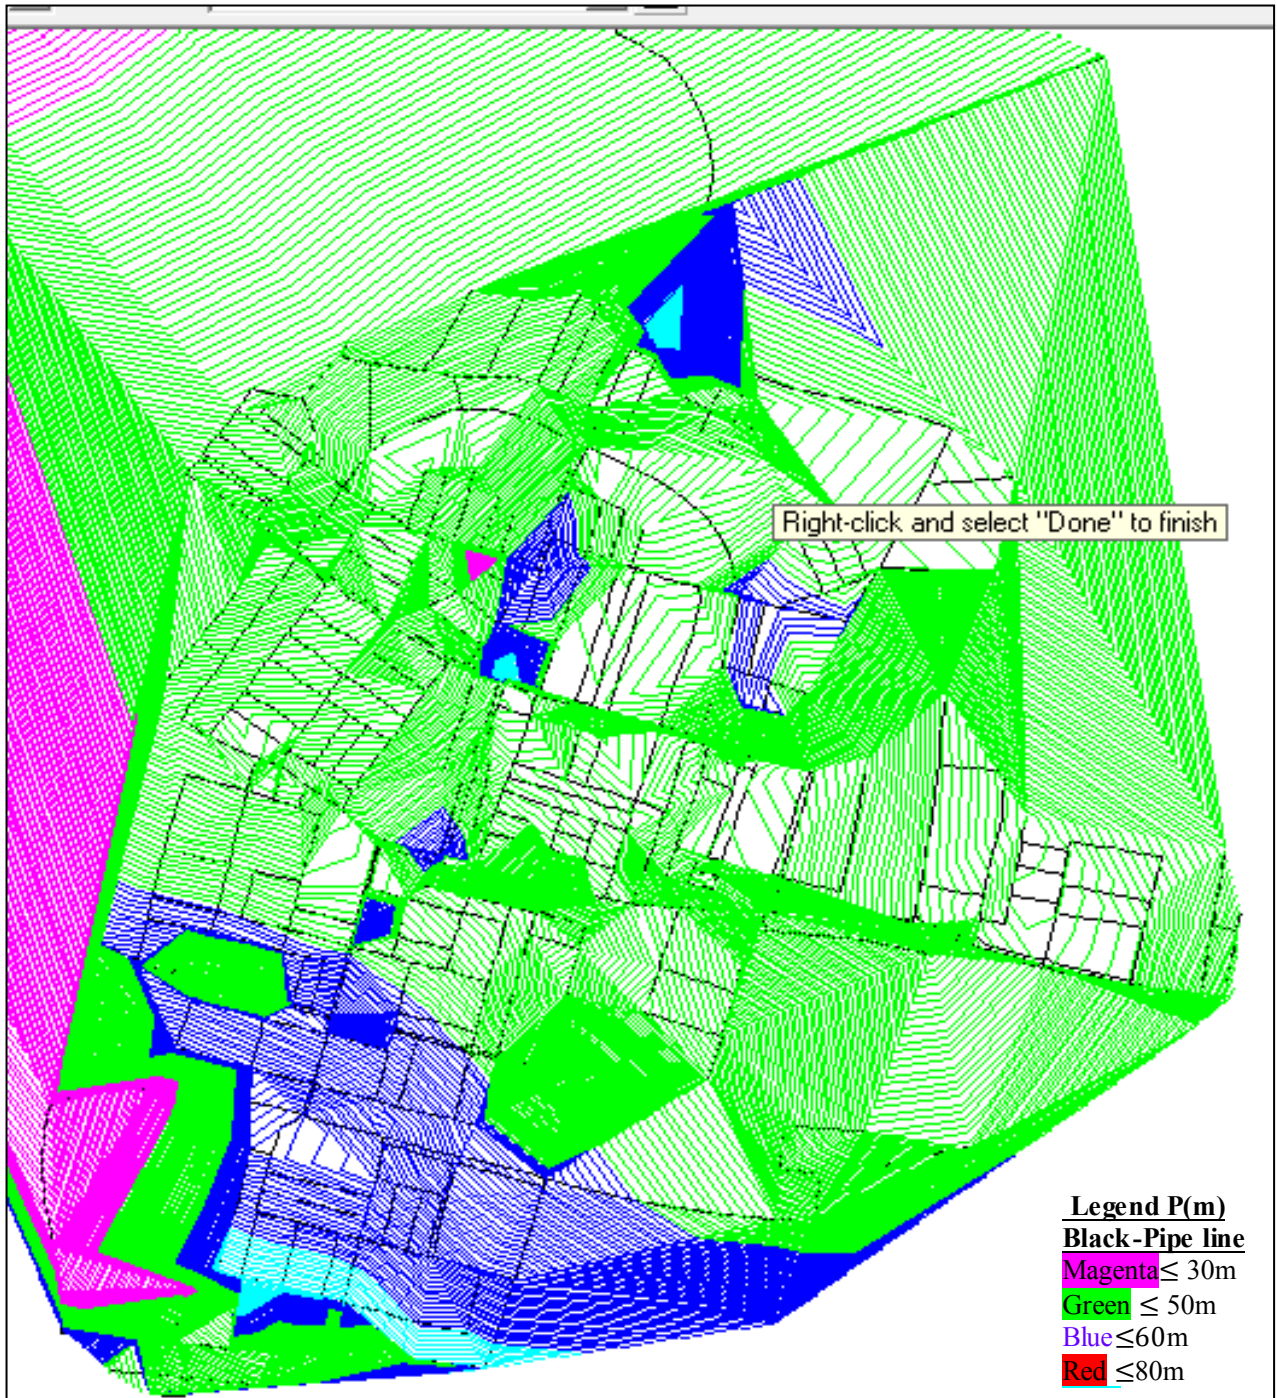 Right-click and select "Done" to finish
Legend P(m)
Black-Pipe line
Magenta≤ 30m
Green ≤ 50m
Blue≤60m
Red ≤80m